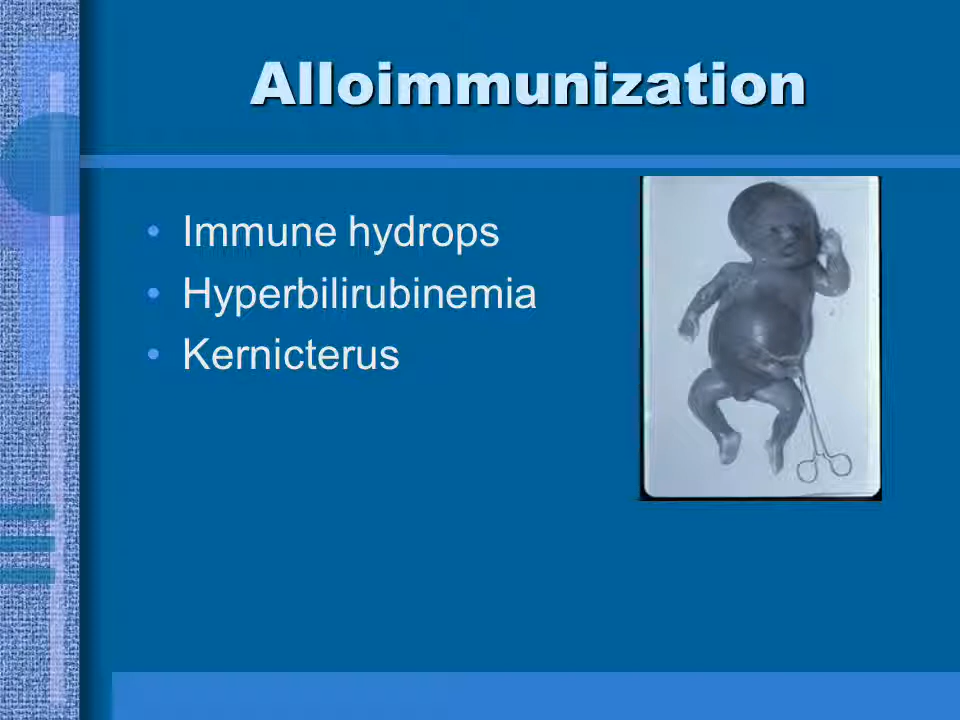 Alloimmunization
• Immune hydrops
• Hyperbilirubinemia
• Kernicterus